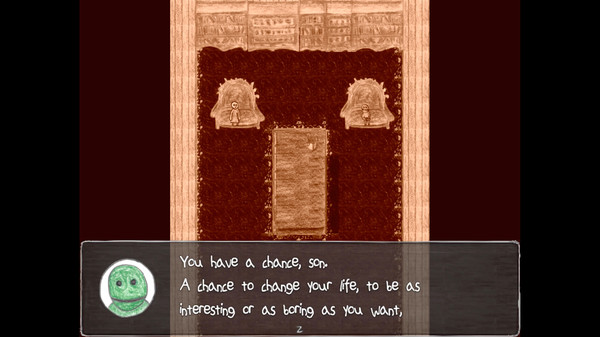 You have a chance, son.
A chance to change your life, to be as
interesting or as boring as you want,
z